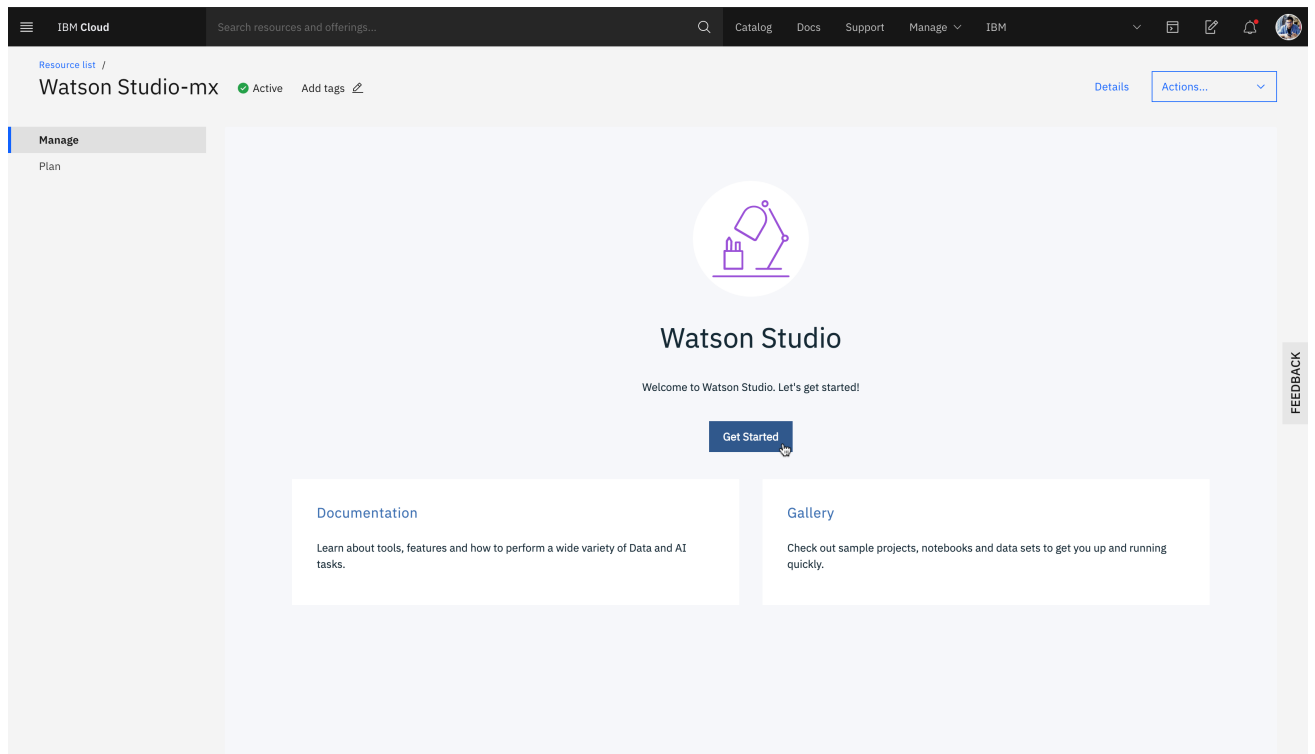 IBM Cloud
Search resources and offerings...
Catalog
Docs
Support
Manage
IBM
Resource list /
Watson Studio-mx
Active
Add tags
Details
Actions...
Manage
Plan
Watson Studio
Welcome to Watson Studio. Let's get started!
Get Started
FEEDBACK
Documentation
Learn about tools, features and how to perform a wide variety of Data and AI
tasks.
Gallery
Check out sample projects, notebooks and data sets to get you up and running
quickly.